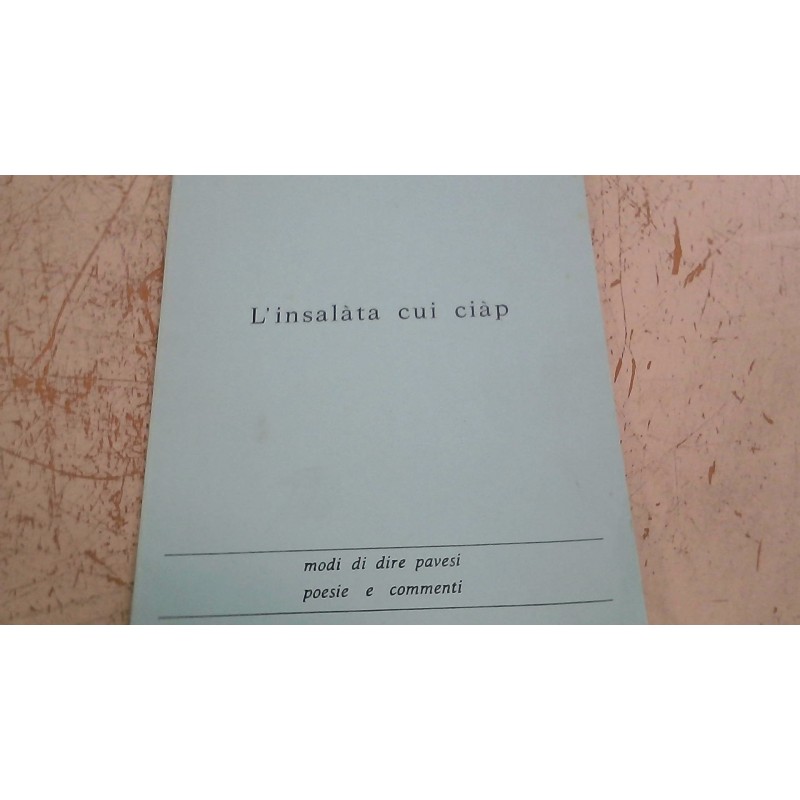 L'insalàta cui ciàp
modi di dire pavesi
poesie e commenti